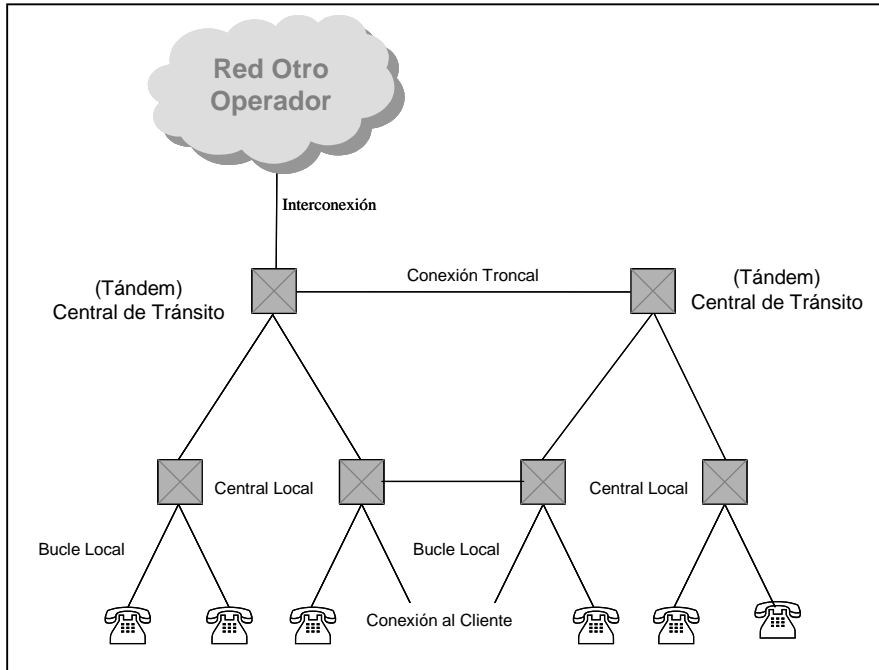 Red Otro
Operador
Interconexión
(Tándem)
Central de Tránsito
Conexión Troncal
(Tándem)
Central de Tránsito
Central Local
Central Local
Bucle Local
Bucle Local
Conexión al Cliente